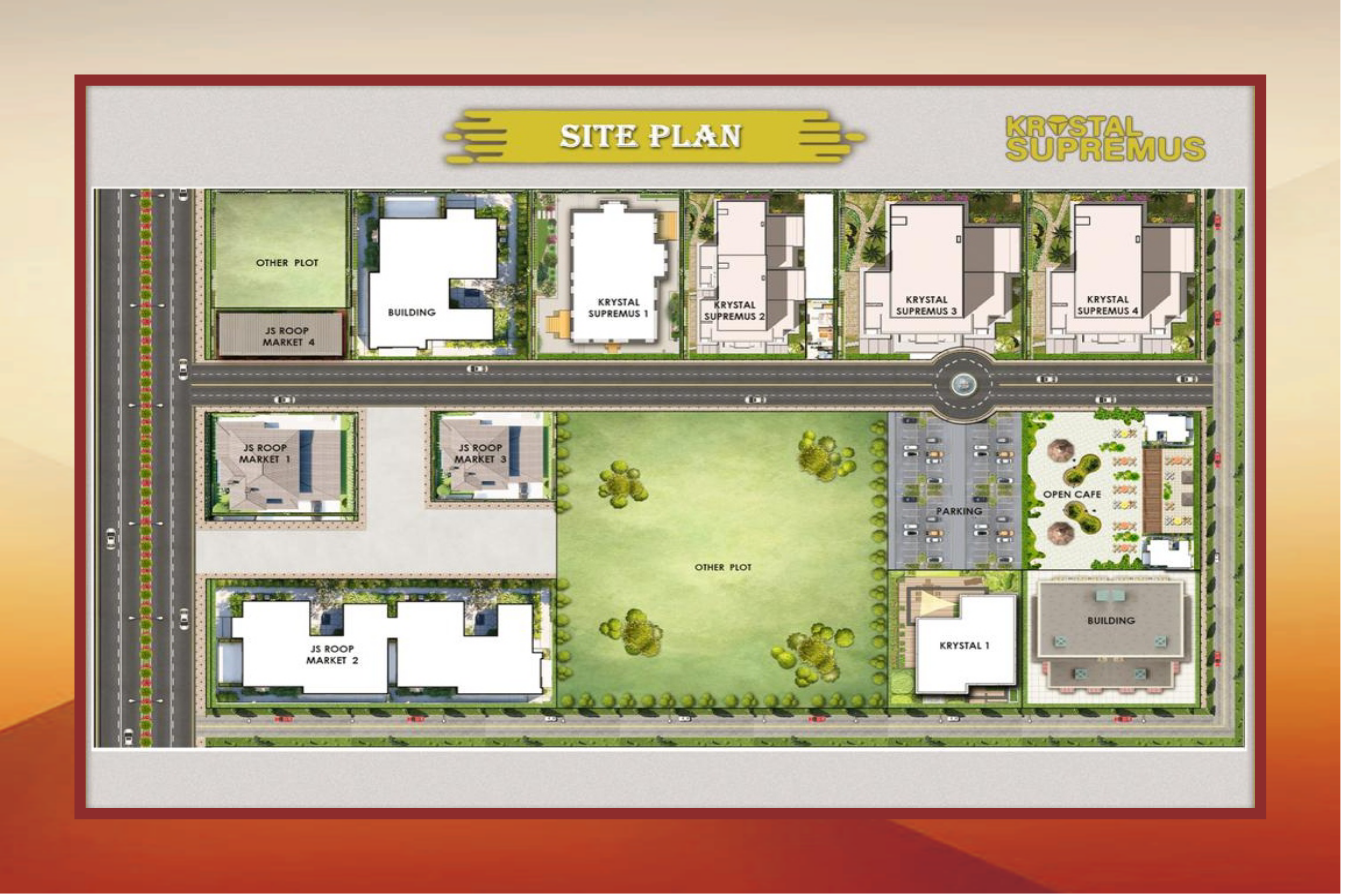 SITE PLAN
KRYSTAL
SUPREMUS
OTHER PLOT
JS ROOP
MARKET 4
BUILDING
KRYSTAL
SUPREMUS 1
KRYSTAL
SUPREMUS 2
KRYSTAL
SUPREMUS 3
KRYSTAL
SUPREMUS 4
JS ROOP
MARKET 1
JS ROOP
MARKET 3
OTHER PLOT
PARKING
OPEN CAFE
JS ROOP
MARKET 2
KRYSTAL 1
BUILDING